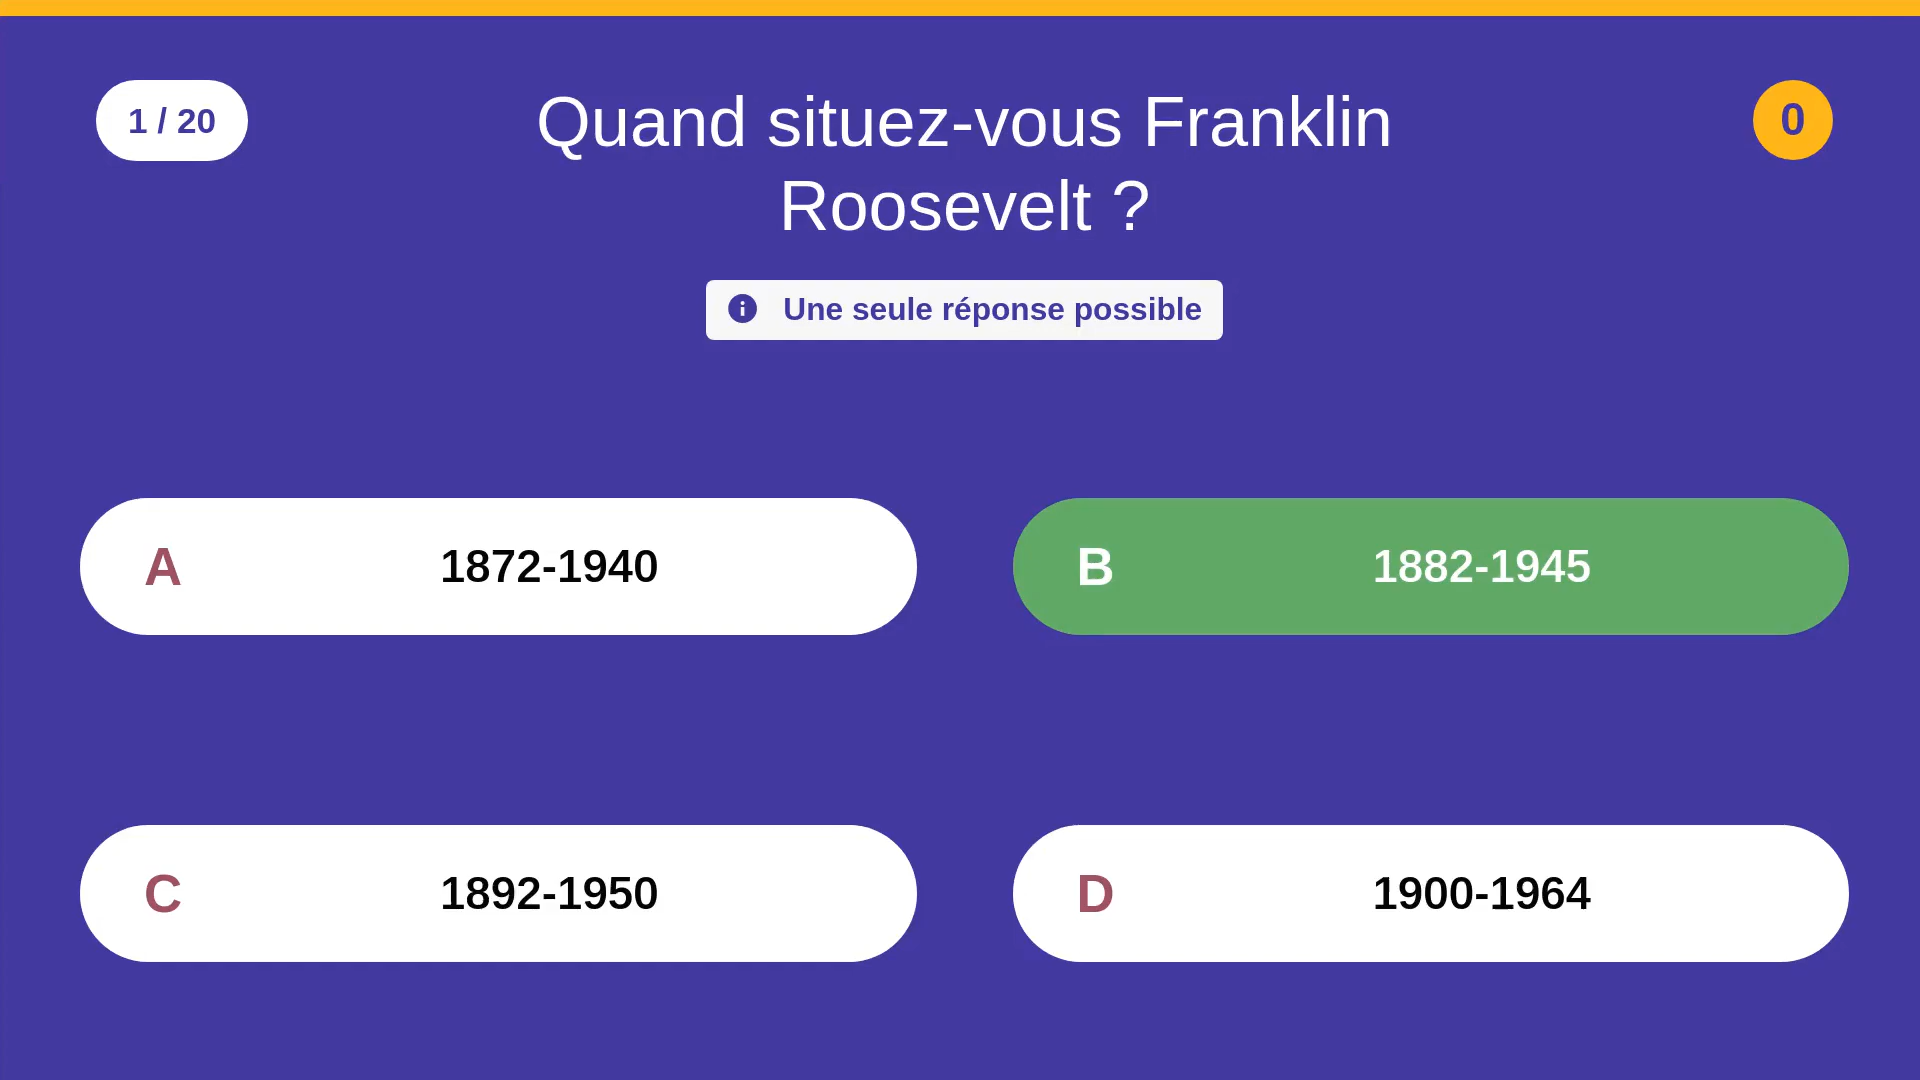 1 / 20
Quand situez-vous Franklin
Roosevelt ?
0
Une seule réponse possible
A
1872-1940
B
1882-1945
C
1892-1950
D
1900-1964